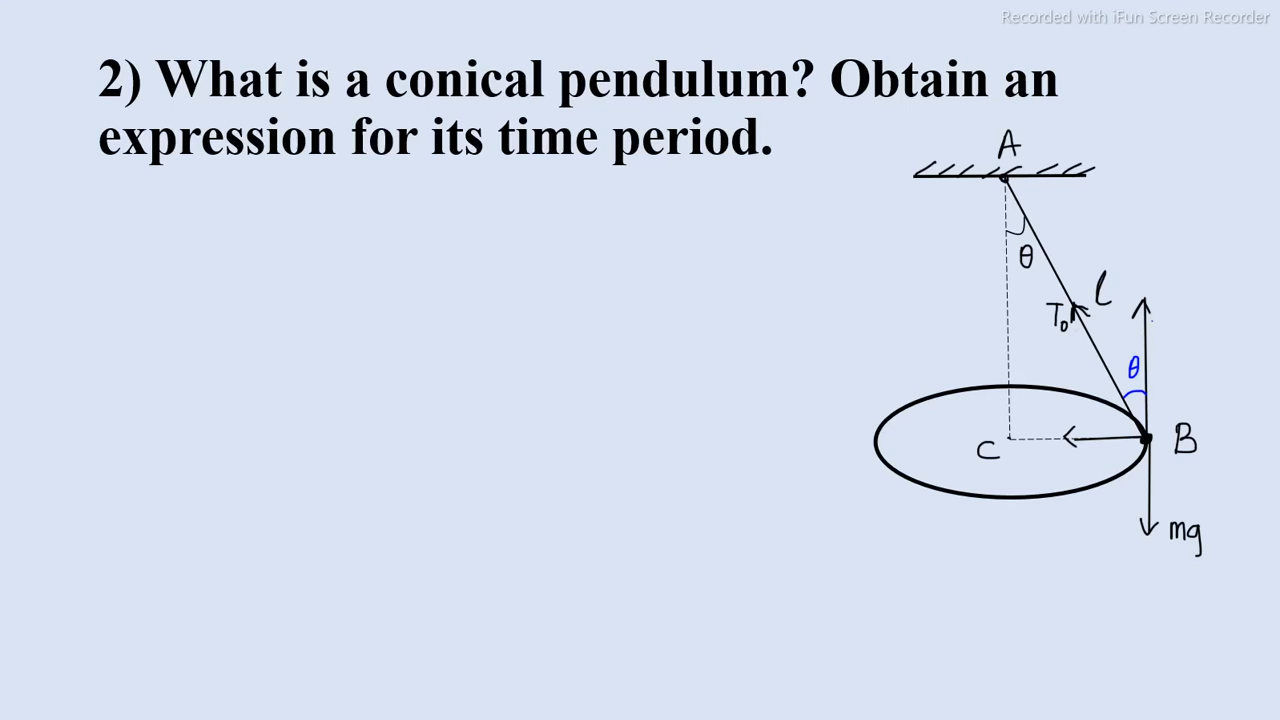 Recorded with iFun Screen Recorder
2) What is a conical pendulum? Obtain an
expression for its time period.
A
θ
l
T₀
θ
C
B
mg